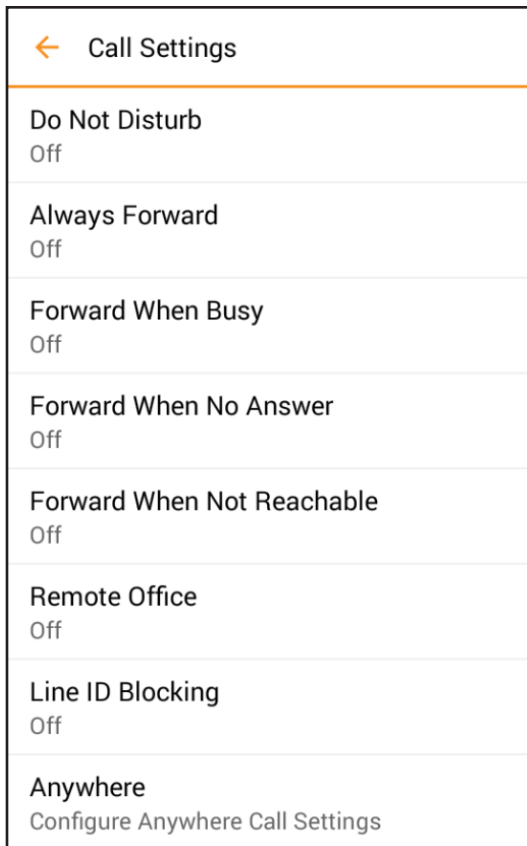 Call Settings
Do Not Disturb
Off
Always Forward
Off
Forward When Busy
Off
Forward When No Answer
Off
Forward When Not Reachable
Off
Remote Office
Off
Line ID Blocking
Off
Anywhere
Configure Anywhere Call Settings